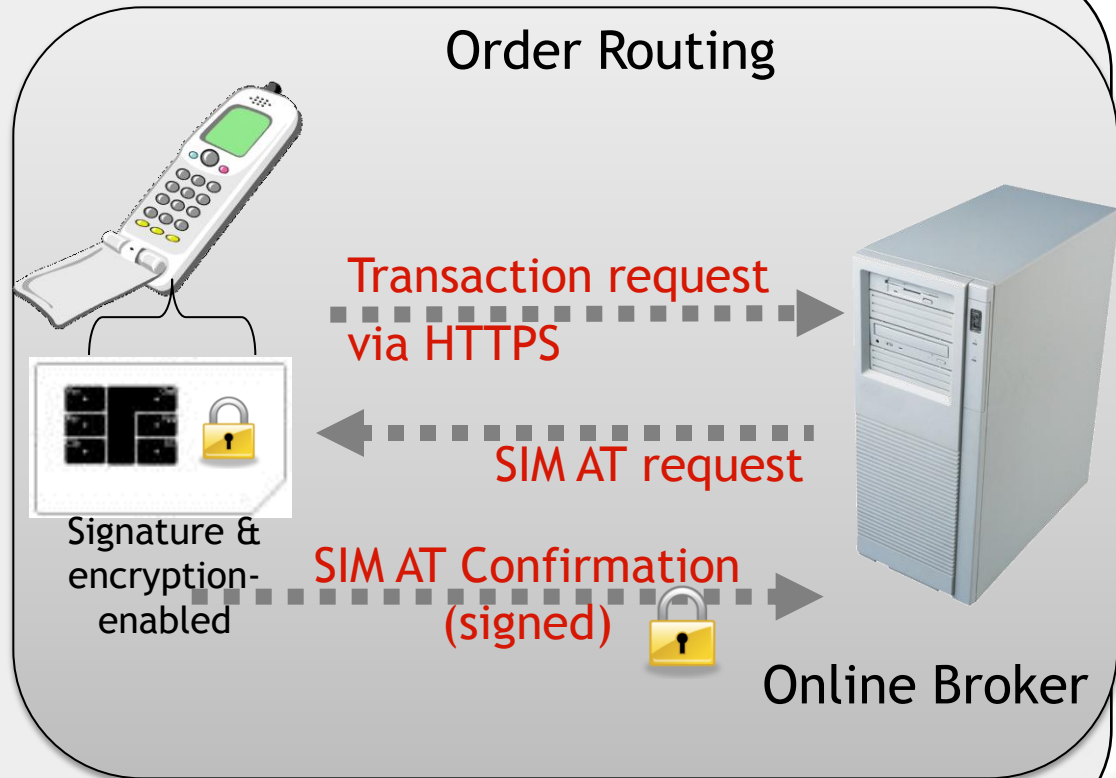 Order Routing
Transaction request
via HTTPS
SIM AT request
Signature &
encryption-
enabled
SIM AT Confirmation
(signed)
Online Broker